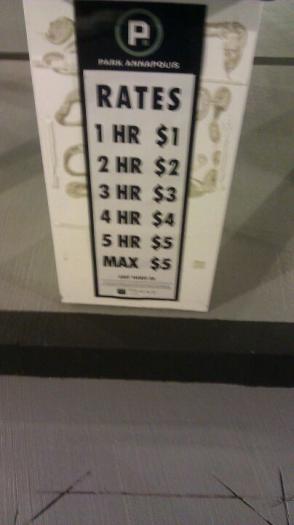 P
PARK ANNAPOLIS
RATES
1 HR $1
2 HR $2
3 HR $3
4 HR $4
5 HR $5
MAX $5